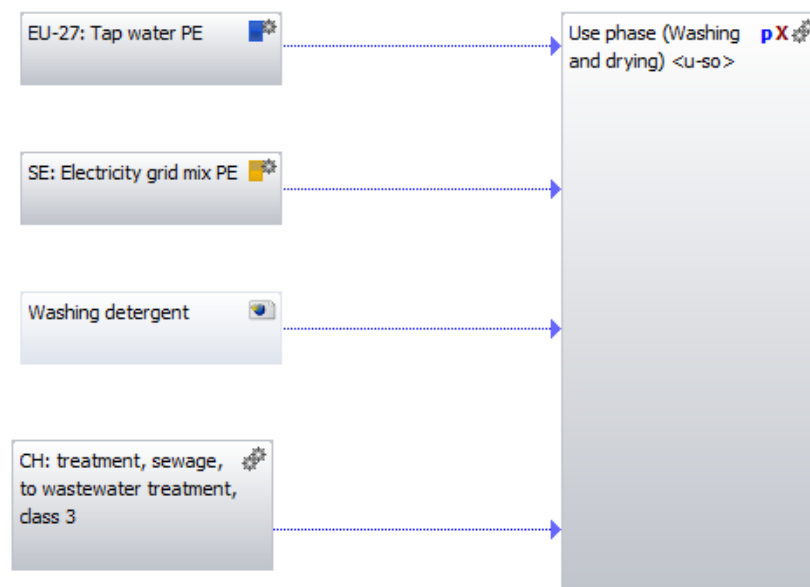 EU-27: Tap water PE
Use phase (Washing pX
and drying) <u-so>
SE: Electricity grid mix PE
Washing detergent
CH: treatment, sewage,
to wastewater treatment,
class 3